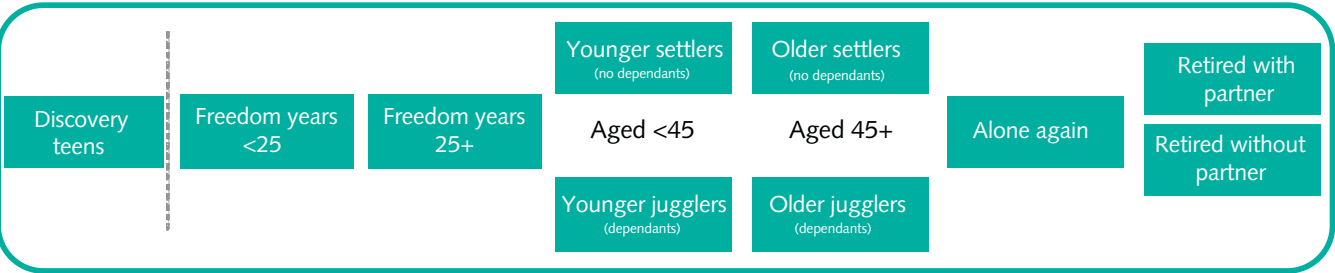 Discovery
teens
Freedom years
<25
Freedom years
25+
Younger settlers
(no dependants)
Aged <45
Younger jugglers
(dependants)
Older settlers
(no dependants)
Aged 45+
Older jugglers
(dependants)
Alone again
Retired with
partner
Retired without
partner